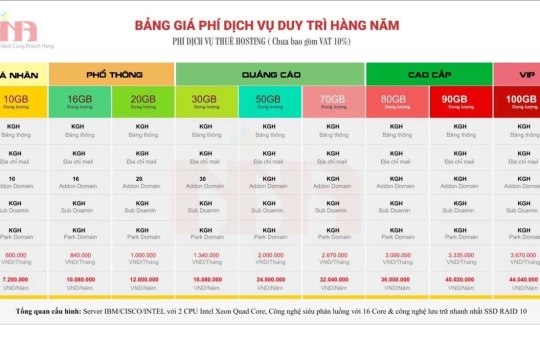 BẢNG GIÁ PHÍ DỊCH VỤ DUY TRÌ HÀNG NĂM
PHÍ DỊCH VỤ THUÊ HOSTING ( Chưa bao gồm VAT 10%)
Á NHÂN PHỔ THÔNG QUẢNG CÁO CAO CẤP VIP
10GB 16GB 20GB 30GB 50GB 70GB 80GB 90GB 100GB
Dung lượng Dung lượng Dung lượng Dung lượng Dung lượng Dung lượng Dung lượng Dung lượng Dung lượng
KGH KGH KGH KGH KGH KGH KGH KGH KGH
Băng thông Băng thông Băng thông Băng thông Băng thông Băng thông Băng thông Băng thông Băng thông
KGH KGH KGH KGH KGH KGH KGH KGH KGH
Địa chỉ mail Địa chỉ mail Địa chỉ mail Địa chỉ mail Địa chỉ mail Địa chỉ mail Địa chỉ mail Địa chỉ mail Địa chỉ mail
10 16 20 30 KGH KGH KGH KGH KGH
Addon Domain Addon Domain Addon Domain Addon Domain Addon Domain Addon Domain Addon Domain Addon Domain Addon Domain
KGH KGH KGH KGH KGH KGH KGH KGH KGH
Sub Doamin Sub Doamin Sub Doamin Sub Doamin Sub Doamin Sub Doamin Sub Doamin Sub Doamin Sub Doamin
KGH KGH KGH KGH KGH KGH KGH KGH KGH
Park Domain Park Domain Park Domain Park Domain Park Domain Park Domain Park Domain Park Domain Park Domain
600.000 840.000 1.000.000 1.340.000 2.000.000 2.670.000 3.000.000 3.335.000 3.670.000
VND/Tháng VND/Tháng VND/Tháng VND/Tháng VND/Tháng VND/Tháng VND/Tháng VND/Tháng VND/Tháng
7.200.000 10.080.000 12.000.000 16.080.000 24.000.000 32.040.000 36.000.000 40.020.000 44.040.000
VND/Năm VND/Năm VND/Năm VND/Năm VND/Năm VND/Năm VND/Năm VND/Năm VND/Năm
Tổng quan cấu hình: Server IBM/CISCO/INTEL với 2 CPU Intel Xeon Quad Core, Công nghệ siêu phân luồng với 16 Core & công nghệ lưu trữ nhanh nhất SSD RAID 10